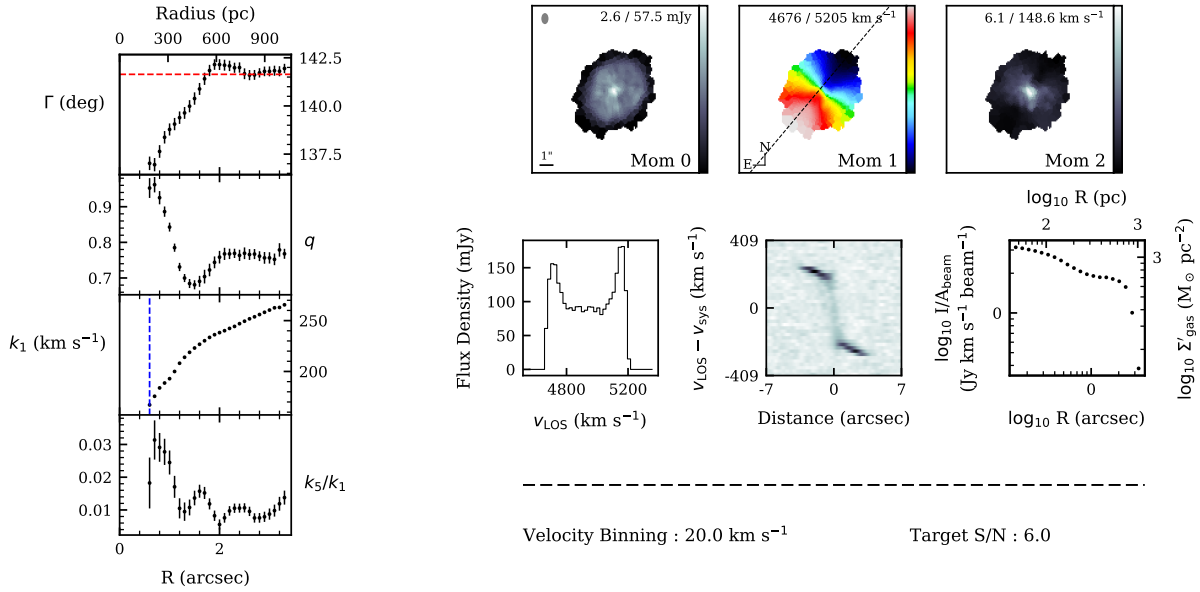 Radius (pc)
0 300 600 900
Γ (deg)
142.5
140.0
137.5
0.9
0.8
0.7
q
k₁ (km s⁻¹)
250
200
0.03
0.02
0.01
k₅/k₁
0 2
R (arcsec)
2.6 / 57.5 mJy
1"
Mom 0
4676 / 5205 km s⁻¹
N
E
Mom 1
6.1 / 148.6 km s⁻¹
Mom 2
Flux Density (mJy)
150
100
50
0
4800 5200
v_LOS (km s⁻¹)
v_LOS − v_sys (km s⁻¹)
409
0
-409
-7 0 7
Distance (arcsec)
log₁₀ R (pc)
2 3
log₁₀ I/A_beam
(Jy km s⁻¹ beam⁻¹)
0
3
log₁₀ Σ′_gas (M_⊙ pc⁻²)
0
log₁₀ R (arcsec)
Velocity Binning : 20.0 km s⁻¹
Target S/N : 6.0